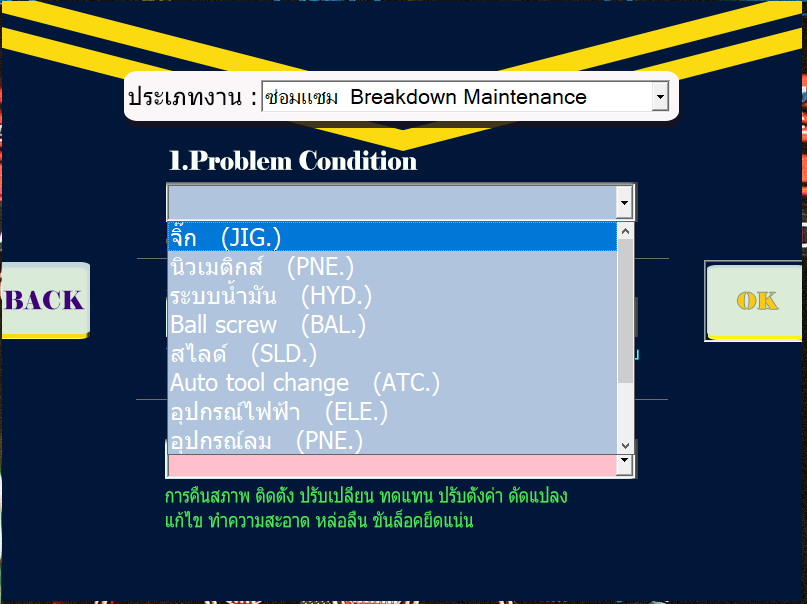 ประเภทงาน : ซ่อมแซม Breakdown Maintenance
1.Problem Condition
จิ๊ก (JIG.)
นิวเมติกส์ (PNE.)
ระบบน้ำมัน (HYD.)
BACK
OK
Ball screw (BAL.)
สไลด์ (SLD.)
Auto tool change (ATC.)
อุปกรณ์ไฟฟ้า (ELE.)
อุปกรณ์ลม (PNE.)
การคืนสภาพ ติดตั้ง ปรับเปลี่ยน ทดแทน ปรับตั้งค่า ดัดแปลง
แก้ไข ทำความสะอาด หล่อลื่น ขันล็อคยึดแน่น